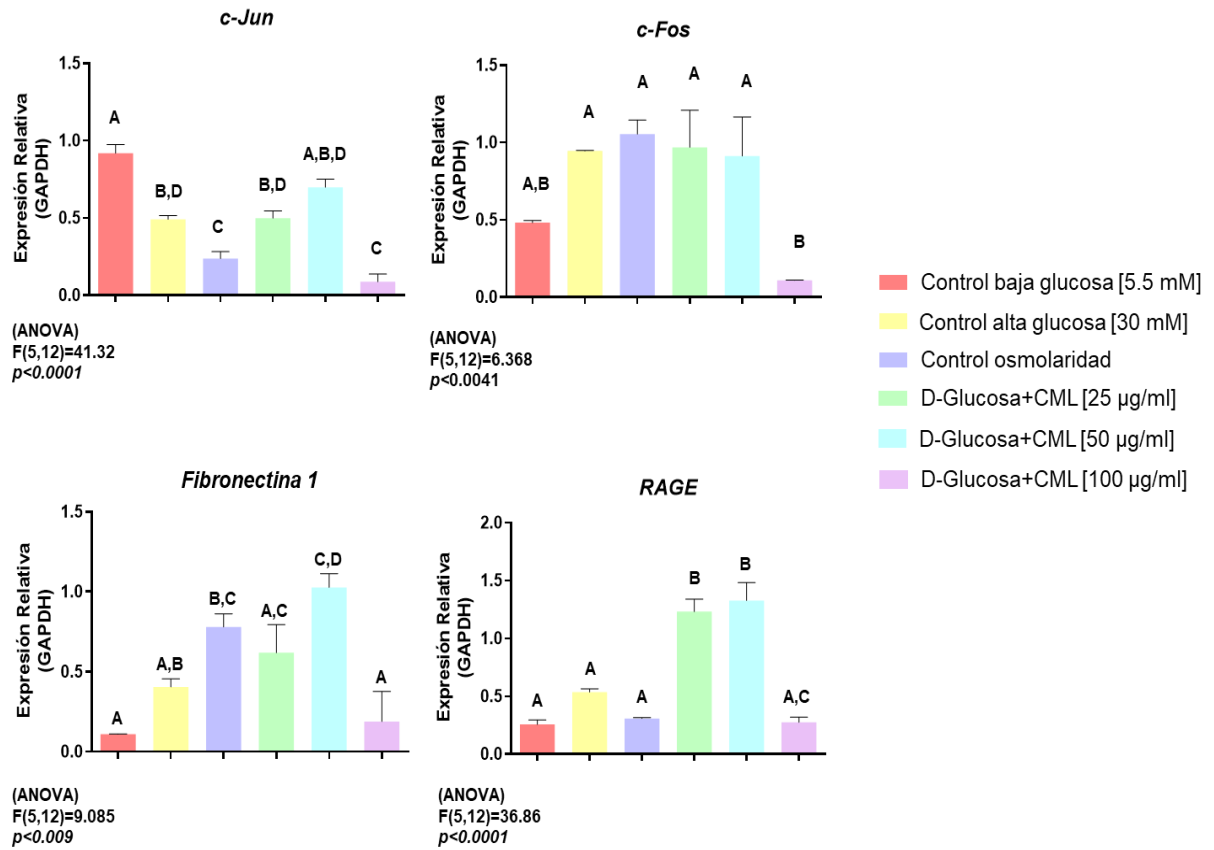 c-Jun
Expresión Relativa
(GAPDH)
1.5
1.0
0.5
0.0
A
B,D
C
B,D
A,B,D
C
(ANOVA)
F(5,12)=41.32
p<0.0001
c-Fos
Expresión Relativa
(GAPDH)
1.5
1.0
0.5
0.0
A,B
A
A
A
A
B
(ANOVA)
F(5,12)=6.368
p<0.0041
Control baja glucosa [5.5 mM]
Control alta glucosa [30 mM]
Control osmolaridad
D-Glucosa+CML [25 µg/ml]
D-Glucosa+CML [50 µg/ml]
D-Glucosa+CML [100 µg/ml]
Fibronectina 1
Expresión Relativa
(GAPDH)
1.5
1.0
0.5
0.0
A
A,B
B,C
A,C
C,D
A
(ANOVA)
F(5,12)=9.085
p<0.009
RAGE
Expresión Relativa
(GAPDH)
2.0
1.5
1.0
0.5
0.0
A
A
A
B
B
A,C
(ANOVA)
F(5,12)=36.86
p<0.0001